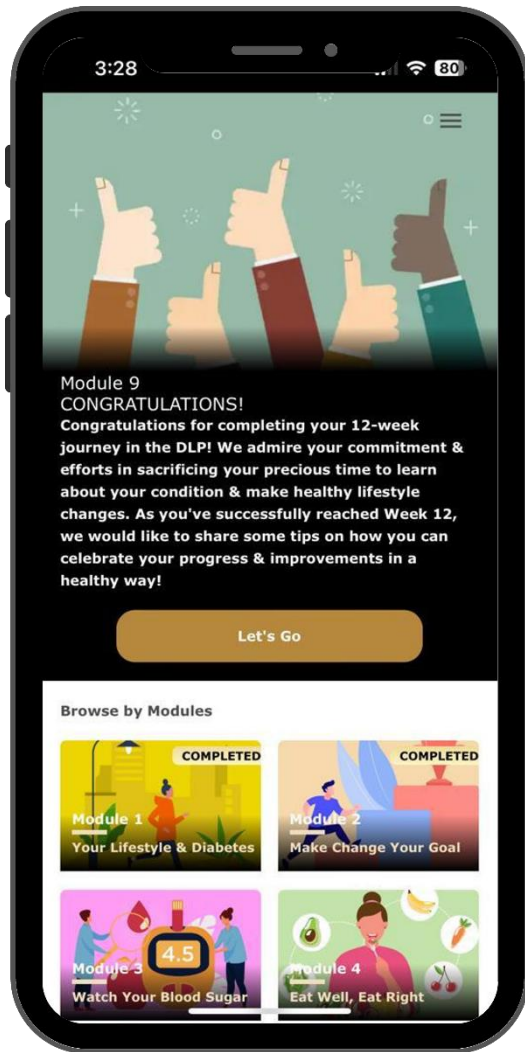 3:28
80
Module 9
CONGRATULATIONS!
Congratulations for completing your 12-week
journey in the DLP! We admire your commitment &
efforts in sacrificing your precious time to learn
about your condition & make healthy lifestyle
changes. As you've successfully reached Week 12,
we would like to share some tips on how you can
celebrate your progress & improvements in a
healthy way!
Let's Go
Browse by Modules
COMPLETED
Module 1
Your Lifestyle & Diabetes
COMPLETED
Module 2
Make Change Your Goal
4.5
Module 3
Watch Your Blood Sugar
Module 4
Eat Well, Eat Right